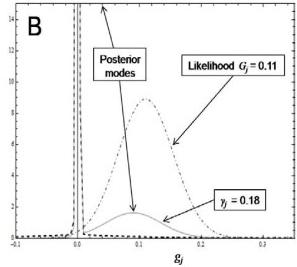 B
14
12
10
8
6
4
2
0
Posterior
modes
Likelihood Gj = 0.11
γj = 0.18
-0.1 0.0 0.1 0.2 0.3
gj